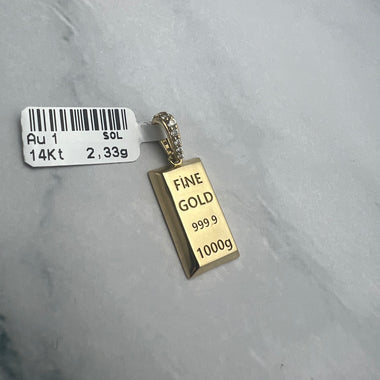 Au 1 SOL
14Kt 2,33g
FINE
GOLD
999.9
1000g